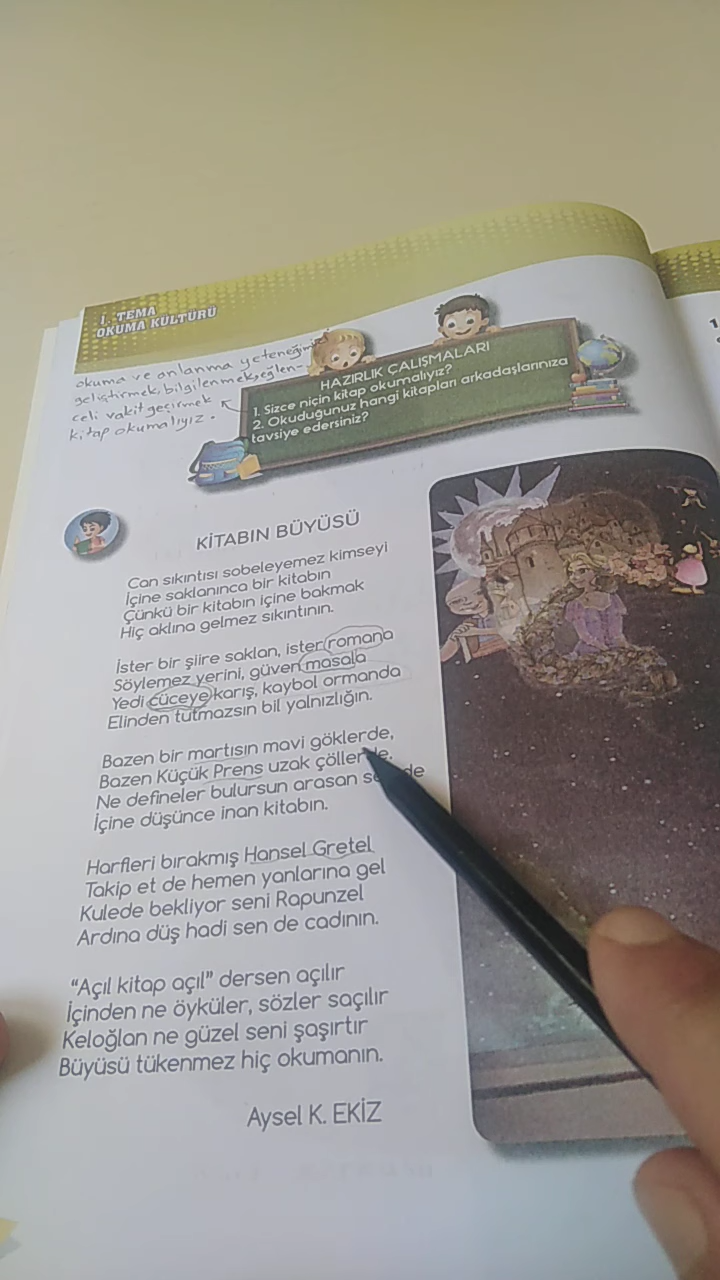 1. TEMA
OKUMA KÜLTÜRÜ
okuma ve anlanma yeteneğimizi
geliştirmek, bilgilenmek, eğlen-
celi vakit geçirmek
kitap okumalıyız.
HAZIRLIK ÇALIŞMALARI
1. Sizce niçin kitap okumalıyız?
2. Okuduğunuz hangi kitapları arkadaşlarınıza
tavsiye edersiniz?
KİTABIN BÜYÜSÜ
Can sıkıntısı sobeleyemez kimseyi
İçine saklanınca bir kitabın
Çünkü bir kitabın içine bakmak
Hiç aklına gelmez sıkıntının.
İster bir şiire saklan, ister romana
Söylemez yerini, güven masala
Yedi cüceye karış, kaybol ormanda
Elinden tutmazsın bil yalnızlığın.
Bazen bir martısın mavi göklerde,
Bazen Küçük Prens uzak çöllerde,
Ne defineler bulursun arasan sen de
İçine düşünce inan kitabın.
Harfleri bırakmış Hansel Gretel
Takip et de hemen yanlarına gel
Kulede bekliyor seni Rapunzel
Ardına düş hadi sen de cadının.
"Açıl kitap açıl" dersen açılır
İçinden ne öyküler, sözler saçılır
Keloğlan ne güzel seni şaşırtır
Büyüsü tükenmez hiç okumanın.
Aysel K. EKİZ